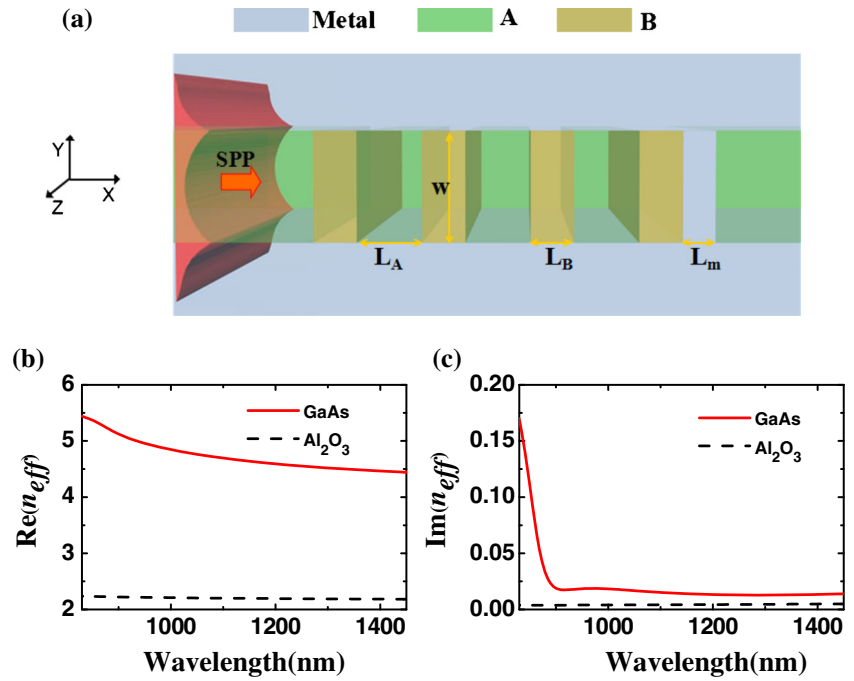 (a)
Metal A B
Y
X
Z
SPP
w
L_A L_B L_m
(b)
Re(n_eff)
6
5
4
3
2
GaAs
Al₂O₃
1000 1200 1400
Wavelength(nm)
(c)
Im(n_eff)
0.20
0.15
0.10
0.05
0.00
GaAs
Al₂O₃
1000 1200 1400
Wavelength(nm)